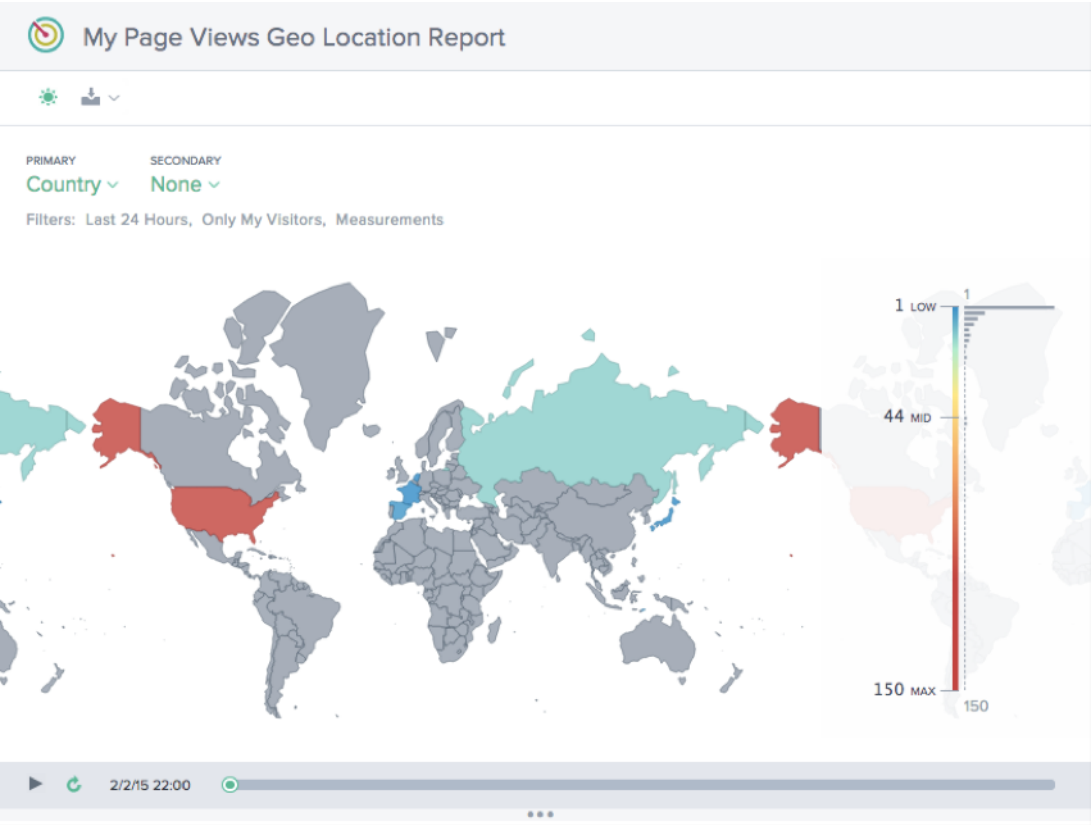 My Page Views Geo Location Report
PRIMARY SECONDARY
Country None
Filters: Last 24 Hours, Only My Visitors, Measurements
1
1 LOW
44 MID
150 MAX
150
2/2/15 22:00